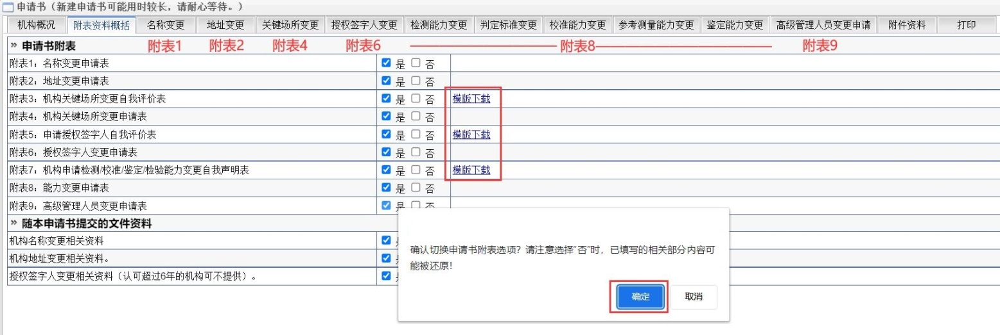 申请书（新建申请书可能用时较长，请耐心等待。）
机构概况 附表资料概括 名称变更 地址变更 关键场所变更 授权签字人变更 检测能力变更 判定标准变更 校准能力变更 参考测量能力变更 鉴定能力变更 高级管理人员变更申请 附件资料 打印
» 申请书附表 附表1 附表2 附表4 附表6 附表8 附表9
附表1：名称变更申请表 是 否
附表2：地址变更申请表 是 否
附表3：机构关键场所变更自我评价表 是 否 模版下载
附表4：机构关键场所变更申请表 是 否
附表5：申请授权签字人自我评价表 是 否 模版下载
附表6：授权签字人变更申请表 是 否
附表7：机构申请检测/校准/鉴定/检验能力变更自我声明表 是 否 模版下载
附表8：能力变更申请表 是 否
附表9：高级管理人员变更申请表 是 否
» 随本申请书提交的文件资料
机构名称变更相关资料
机构地址变更相关资料。
授权签字人变更相关资料（认可超过6年的机构可不提供）。
确认切换申请书附表选项？请注意选择"否"时，已填写的相关部分内容可
能被还原！
确定 取消